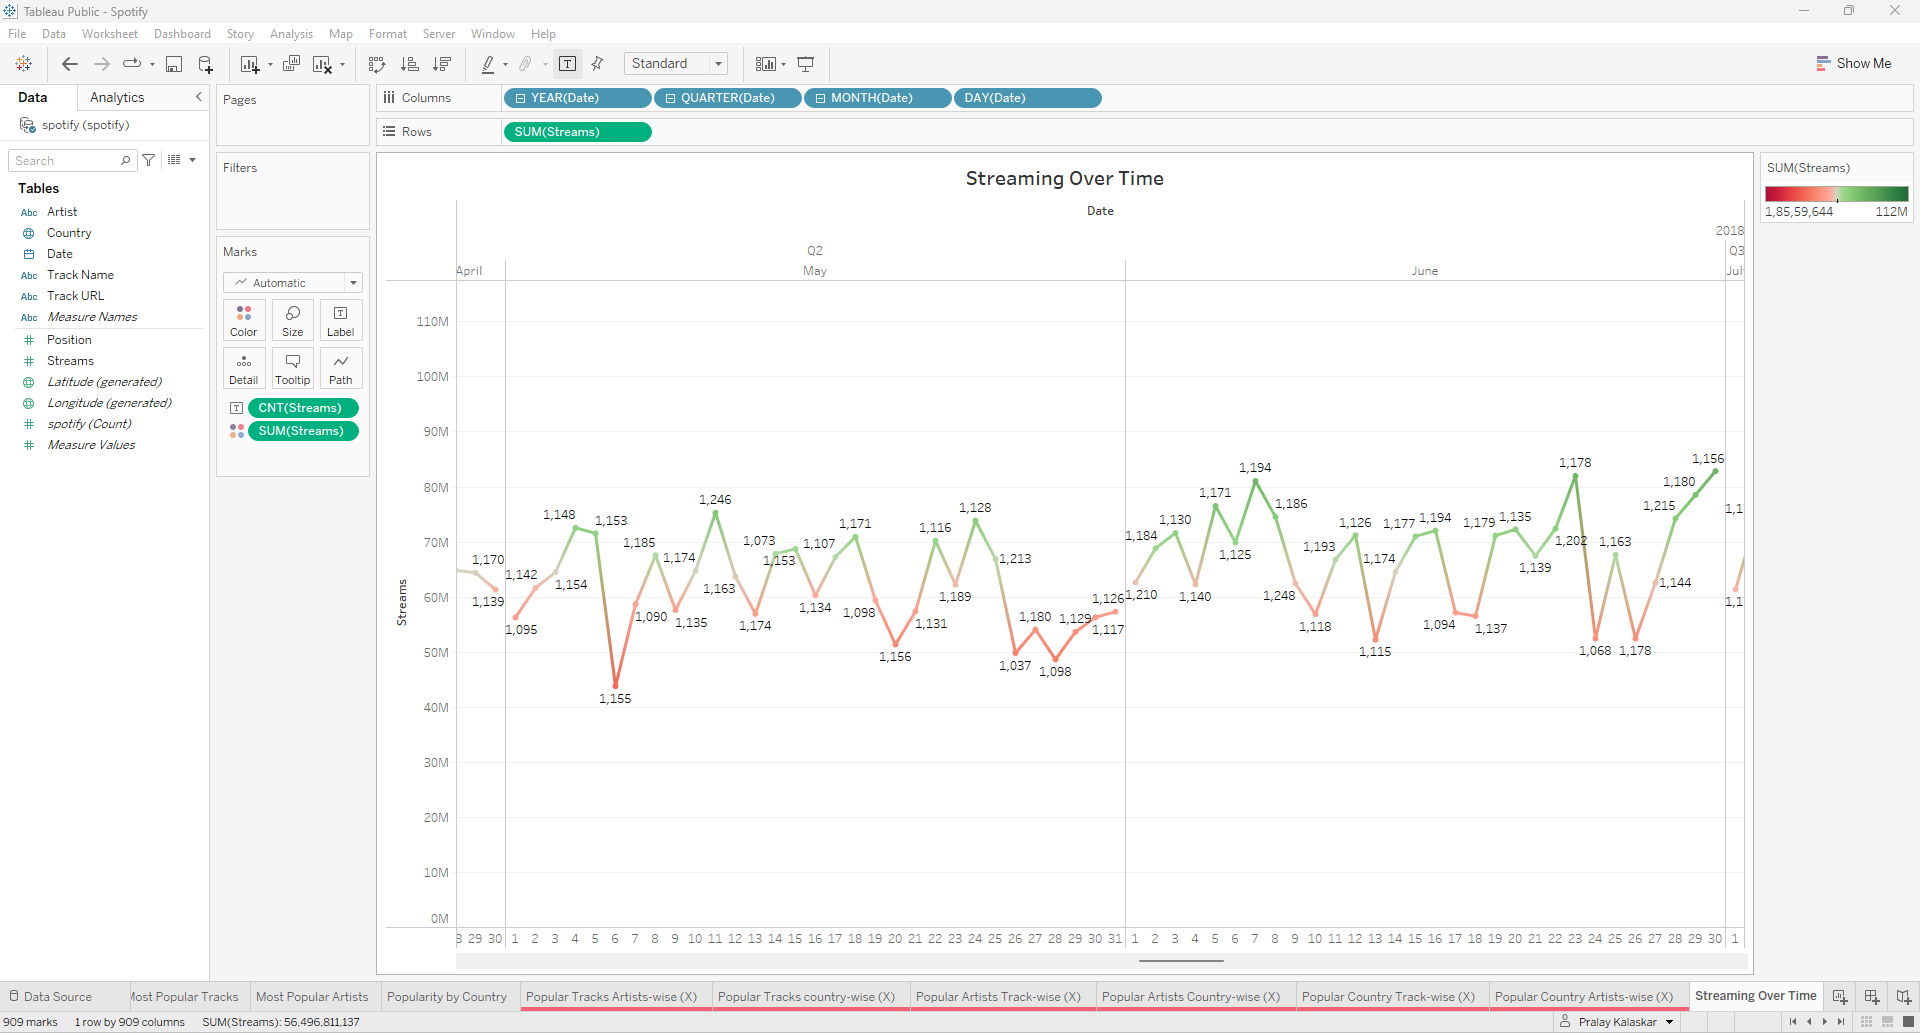 Tableau Public - Spotify
File Data Worksheet Dashboard Story Analysis Map Format Server Window Help
Standard
Show Me
Data Analytics
spotify (spotify)
Search
Tables
Abc Artist
Country
Date
Abc Track Name
Abc Track URL
Abc Measure Names
Position
Streams
Latitude (generated)
Longitude (generated)
spotify (Count)
Measure Values
Pages
Filters
Marks
Automatic
Color Size Label
Detail Tooltip Path
CNT(Streams)
SUM(Streams)
Columns YEAR(Date) QUARTER(Date) MONTH(Date) DAY(Date)
Rows SUM(Streams)
Streaming Over Time
Date
2018
Q2 Q3
April May June
110M
100M
90M
80M
70M
60M
50M
40M
30M
20M
10M
0M
Streams
1,170 1,139 1,142 1,095 1,154 1,148 1,153 1,155 1,185 1,090 1,174 1,135 1,246 1,163 1,174 1,073 1,153 1,107 1,134 1,171 1,098 1,156 1,131 1,116 1,189 1,128 1,213 1,037 1,180 1,098 1,129 1,126 1,117
1,184 1,210 1,130 1,140 1,171 1,125 1,194 1,186 1,248 1,118 1,193 1,126 1,115 1,174 1,177 1,194 1,094 1,137 1,179 1,135 1,139 1,202 1,178 1,068 1,163 1,178 1,144 1,215 1,180 1,156
29 30 1 2 3 4 5 6 7 8 9 10 11 12 13 14 15 16 17 18 19 20 21 22 23 24 25 26 27 28 29 30 31 1 2 3 4 5 6 7 8 9 10 11 12 13 14 15 16 17 18 19 20 21 22 23 24 25 26 27 28 29 30 1
SUM(Streams)
1,85,59,644 112M
Data Source Most Popular Tracks Most Popular Artists Popularity by Country Popular Tracks Artists-wise (X) Popular Tracks country-wise (X) Popular Artists Track-wise (X) Popular Artists Country-wise (X) Popular Country Track-wise (X) Popular Country Artists-wise (X) Streaming Over Time
909 marks 1 row by 909 columns SUM(Streams): 56,496,811,137 Pralay Kalaskar